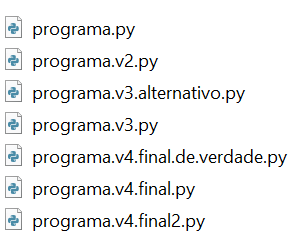 programa.py
programa.v2.py
programa.v3.alternativo.py
programa.v3.py
programa.v4.final.de.verdade.py
programa.v4.final.py
programa.v4.final2.py